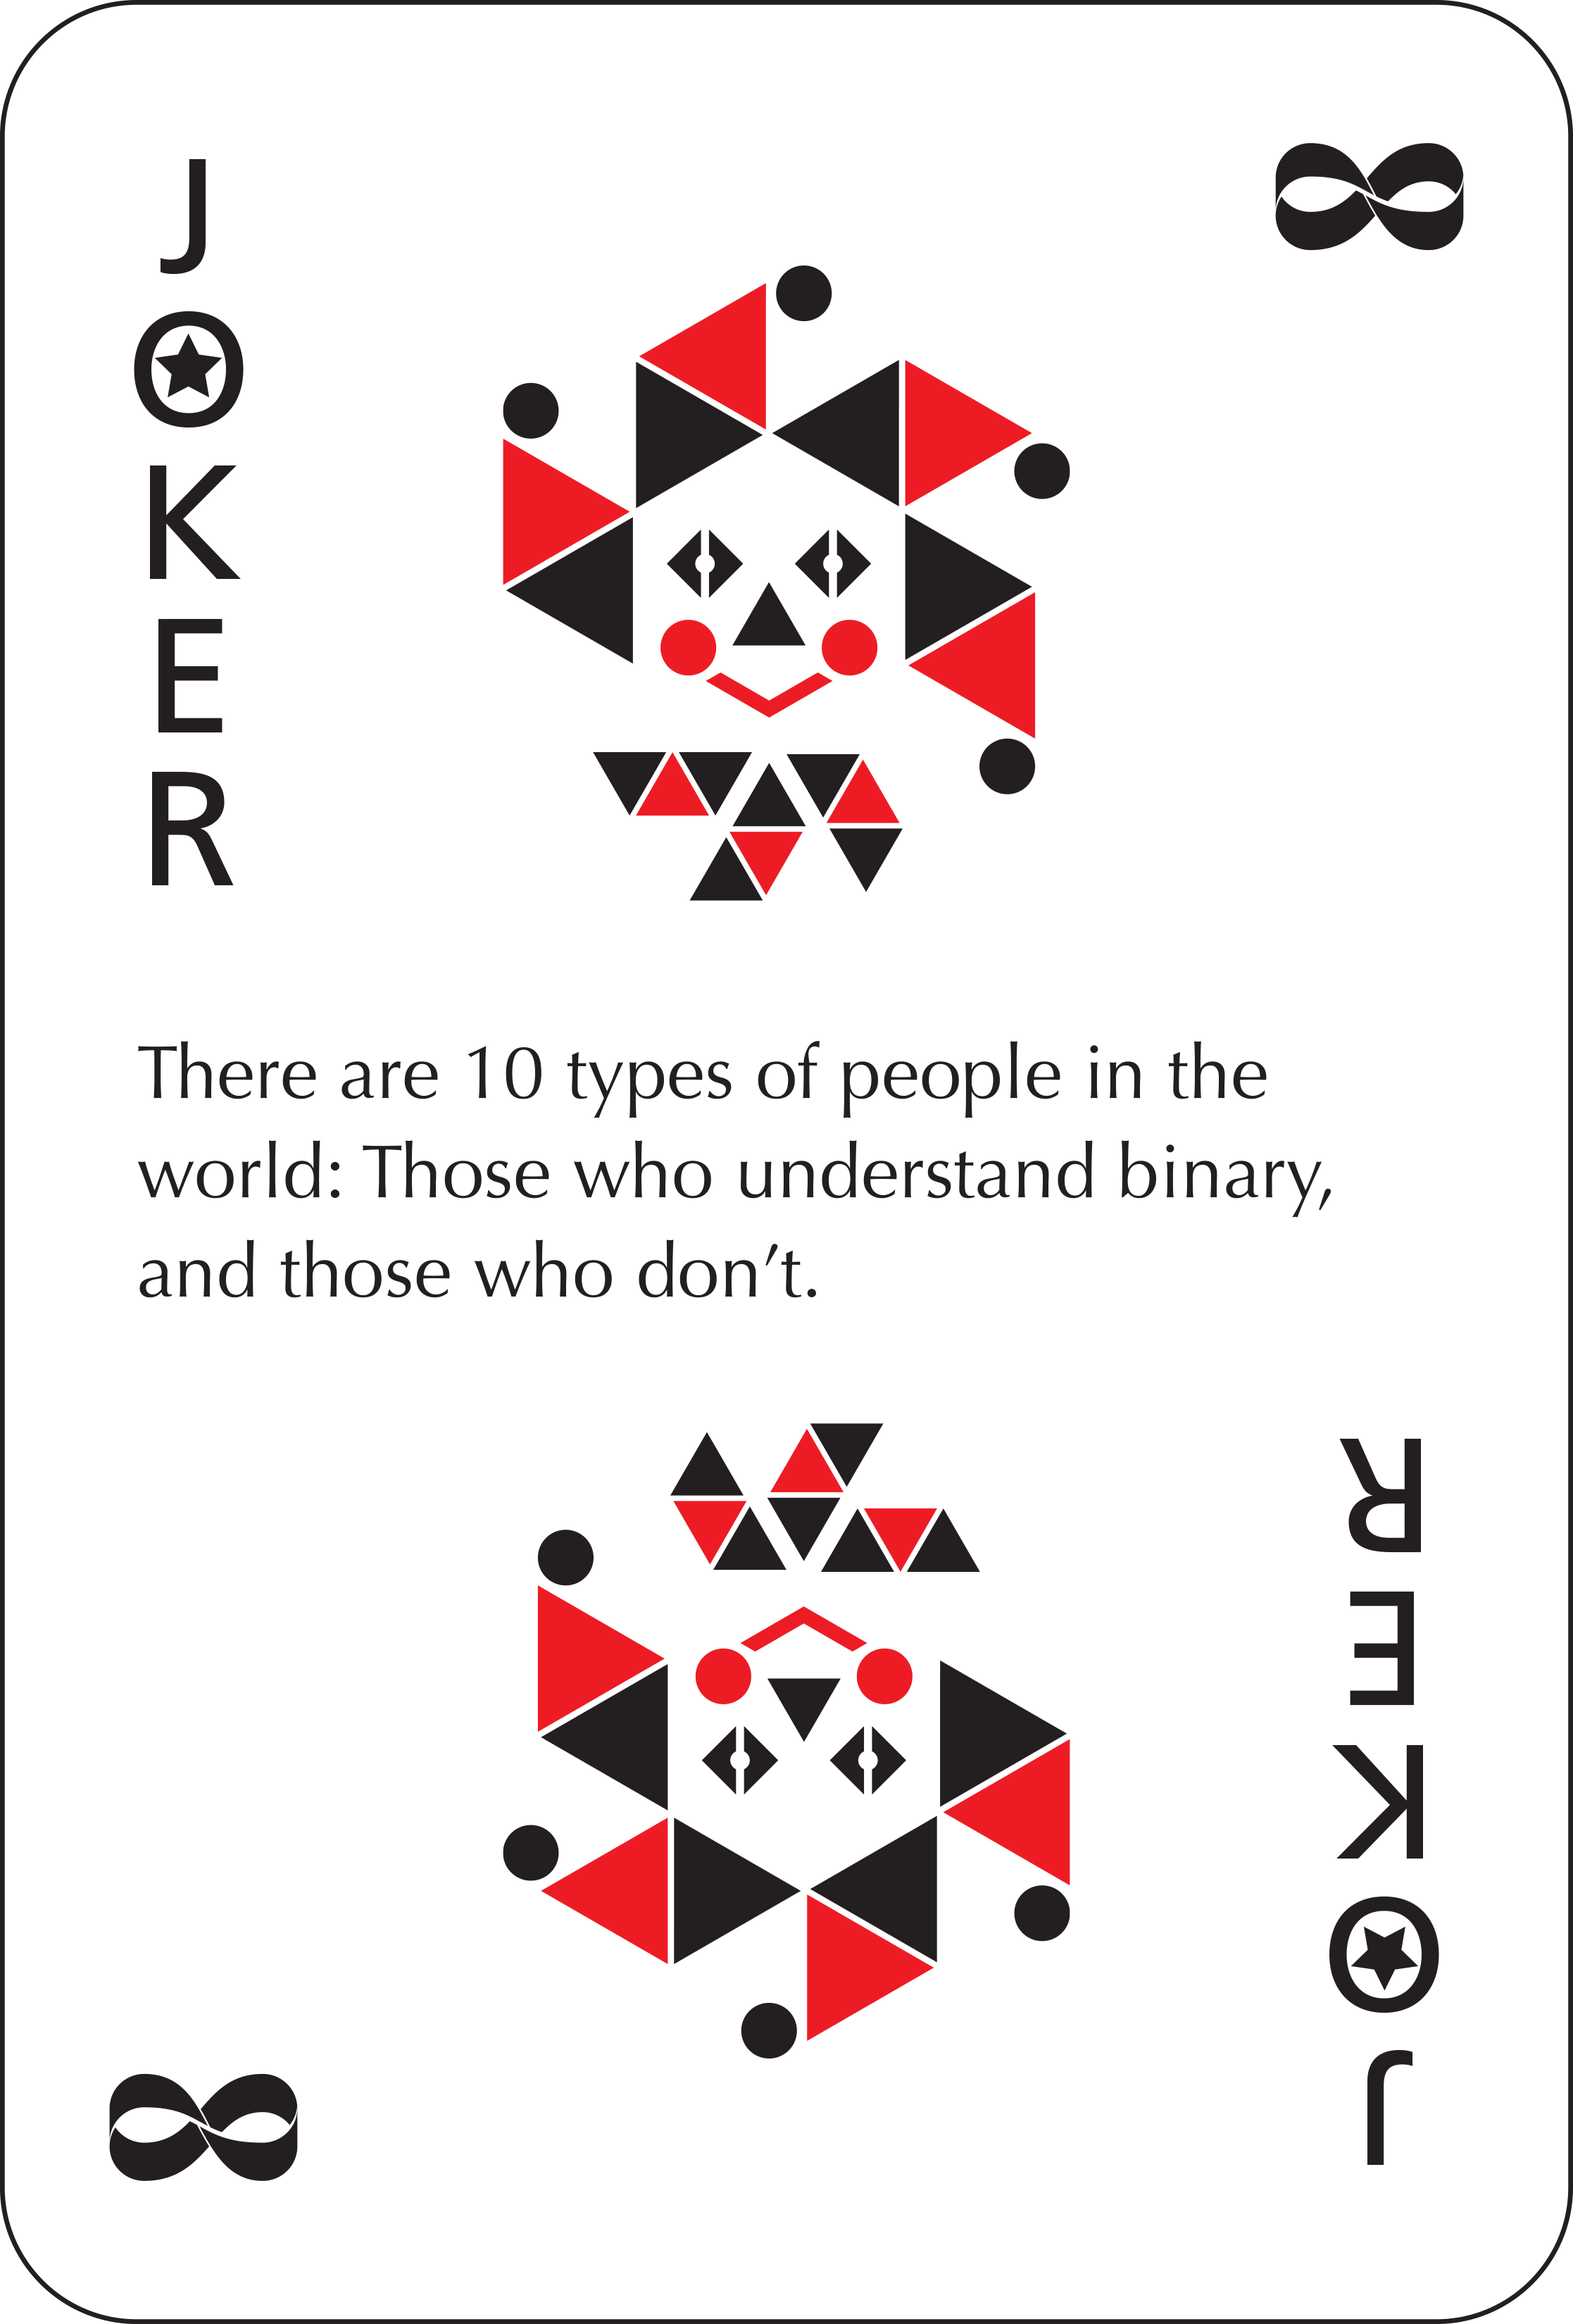 JOKER
There are 10 types of people in the
world: Those who understand binary,
and those who don’t.
JOKER